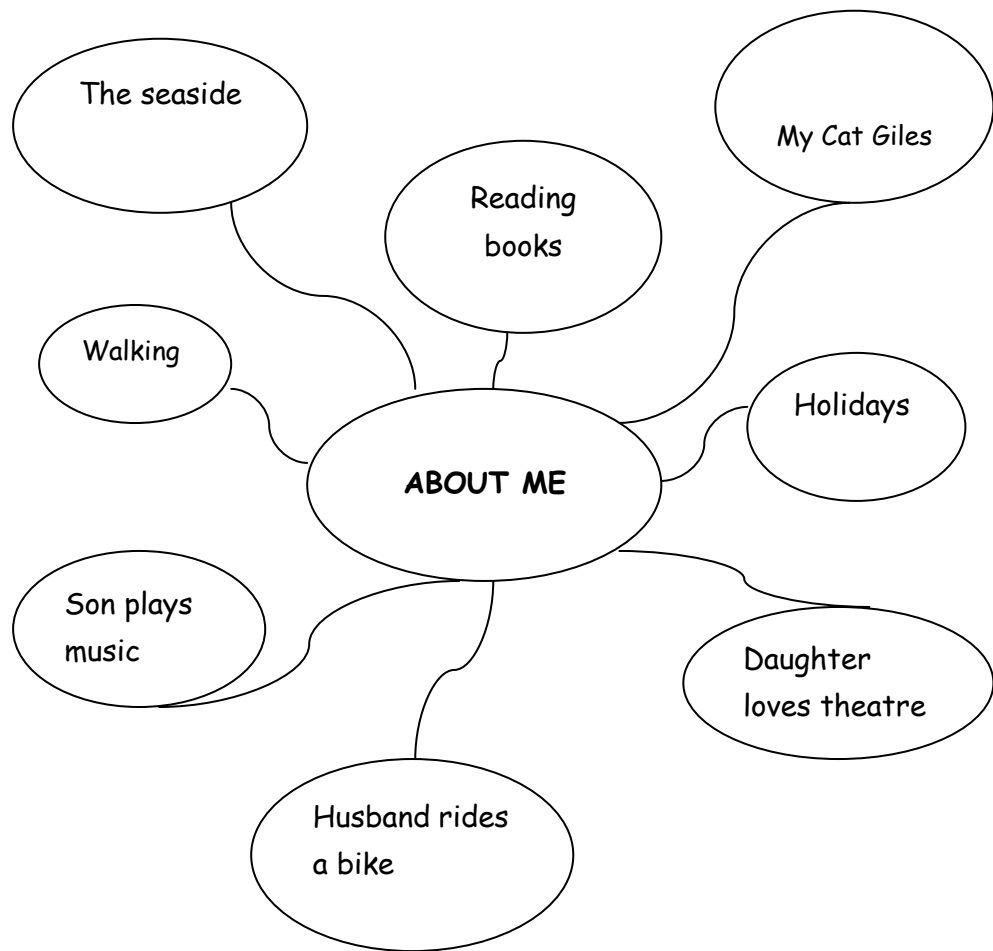 The seaside
My Cat Giles
Reading
books
Walking
Holidays
ABOUT ME
Son plays
music
Daughter
loves theatre
Husband rides
a bike